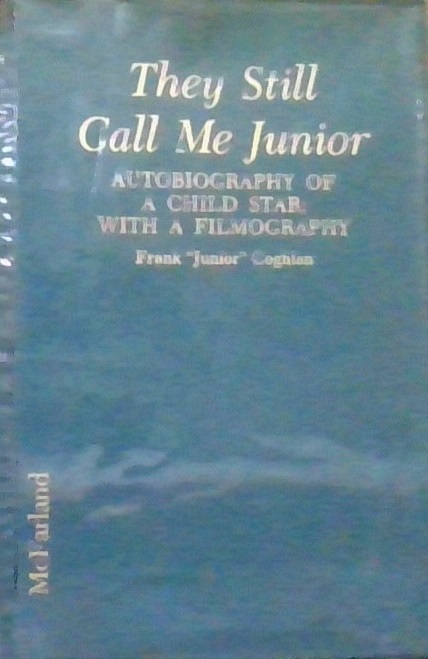 They Still
Call Me Junior
AUTOBIOGRAPHY OF
A CHILD STAR,
WITH A FILMOGRAPHY
Frank "Junior" Coghlan
McFarland